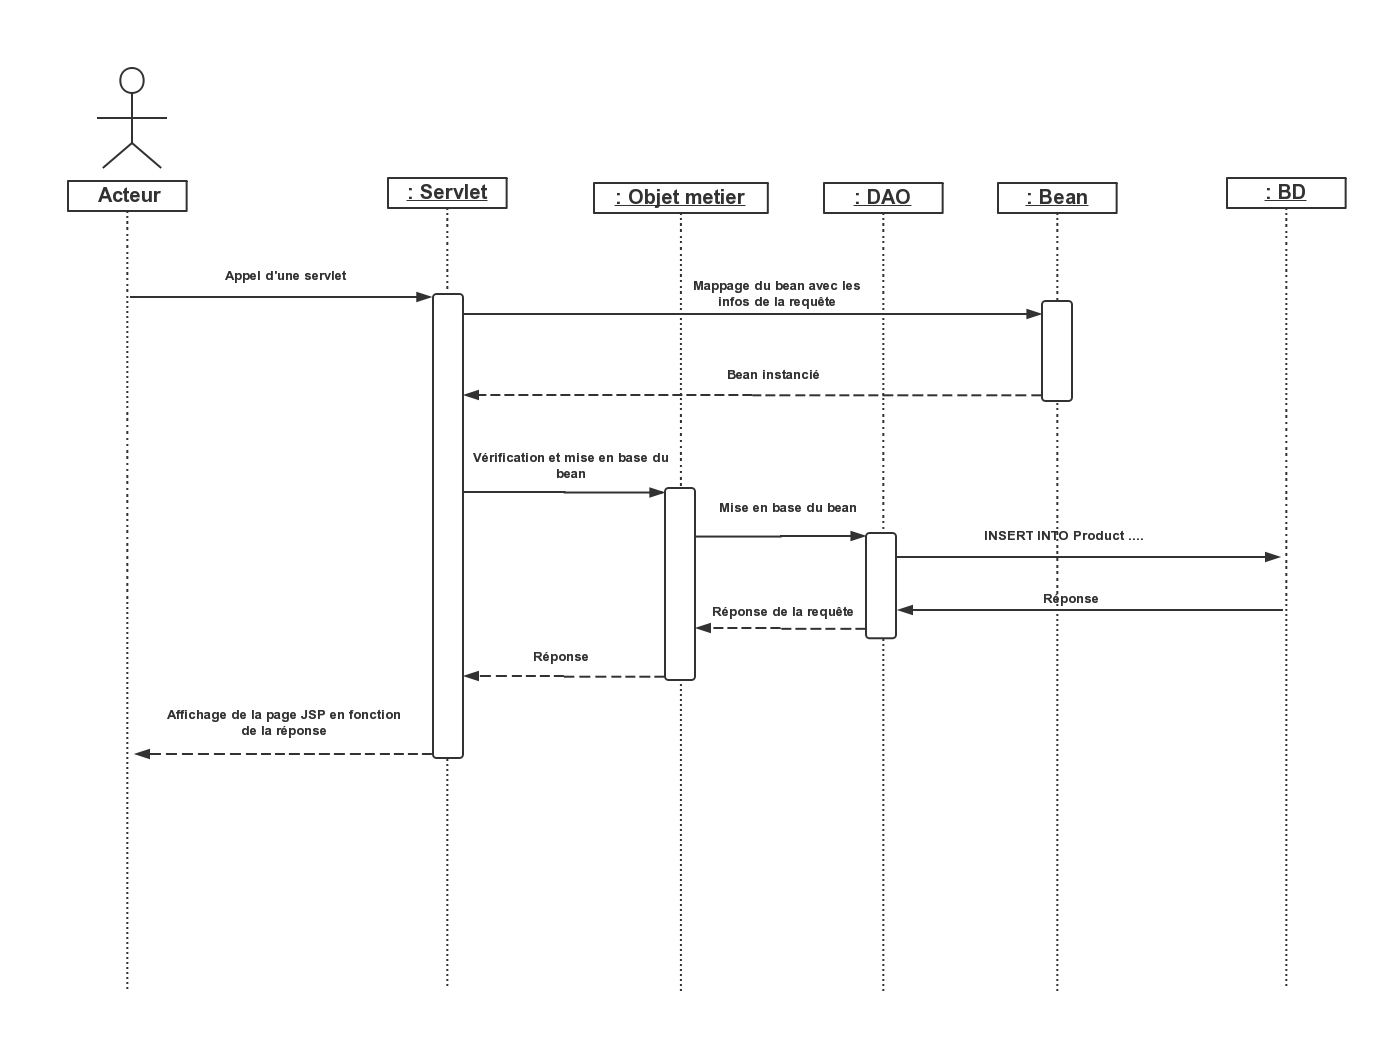 Acteur
: Servlet
: Objet metier
: DAO
: Bean
: BD
Appel d'une servlet
Mappage du bean avec les
infos de la requête
Bean instancié
Vérification et mise en base du
bean
Mise en base du bean
INSERT INTO Product ....
Réponse
Réponse de la requête
Réponse
Affichage de la page JSP en fonction
de la réponse